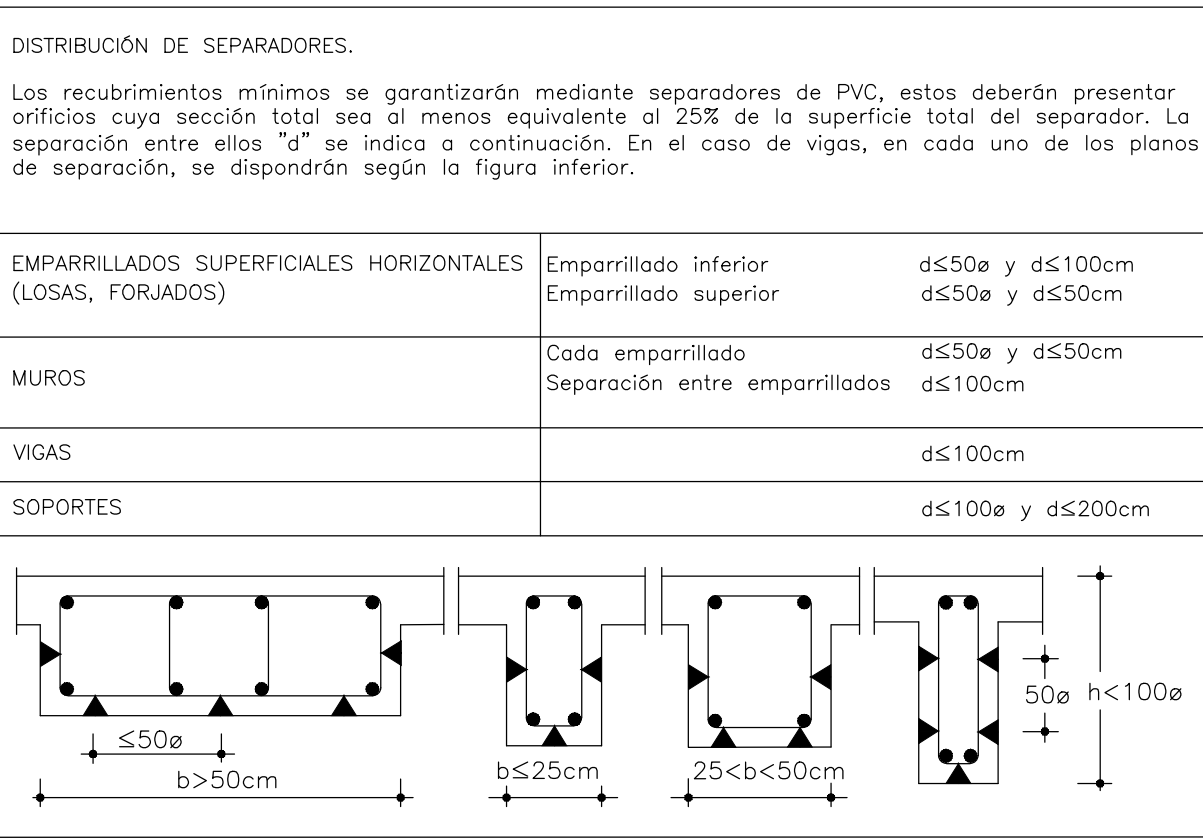 DISTRIBUCIÓN DE SEPARADORES.
Los recubrimientos mínimos se garantizarán mediante separadores de PVC, estos deberán presentar
orificios cuya sección total sea al menos equivalente al 25% de la superficie total del separador. La
separación entre ellos "d" se indica a continuación. En el caso de vigas, en cada uno de los planos
de separación, se dispondrán según la figura inferior.
EMPARRILLADOS SUPERFICIALES HORIZONTALES
(LOSAS, FORJADOS)
Emparrillado inferior d≤50ø y d≤100cm
Emparrillado superior d≤50ø y d≤50cm
MUROS
Cada emparrillado d≤50ø y d≤50cm
Separación entre emparrillados d≤100cm
VIGAS d≤100cm
SOPORTES d≤100ø y d≤200cm
≤50ø
b>50cm
b≤25cm
25<b<50cm
50ø
h<100ø